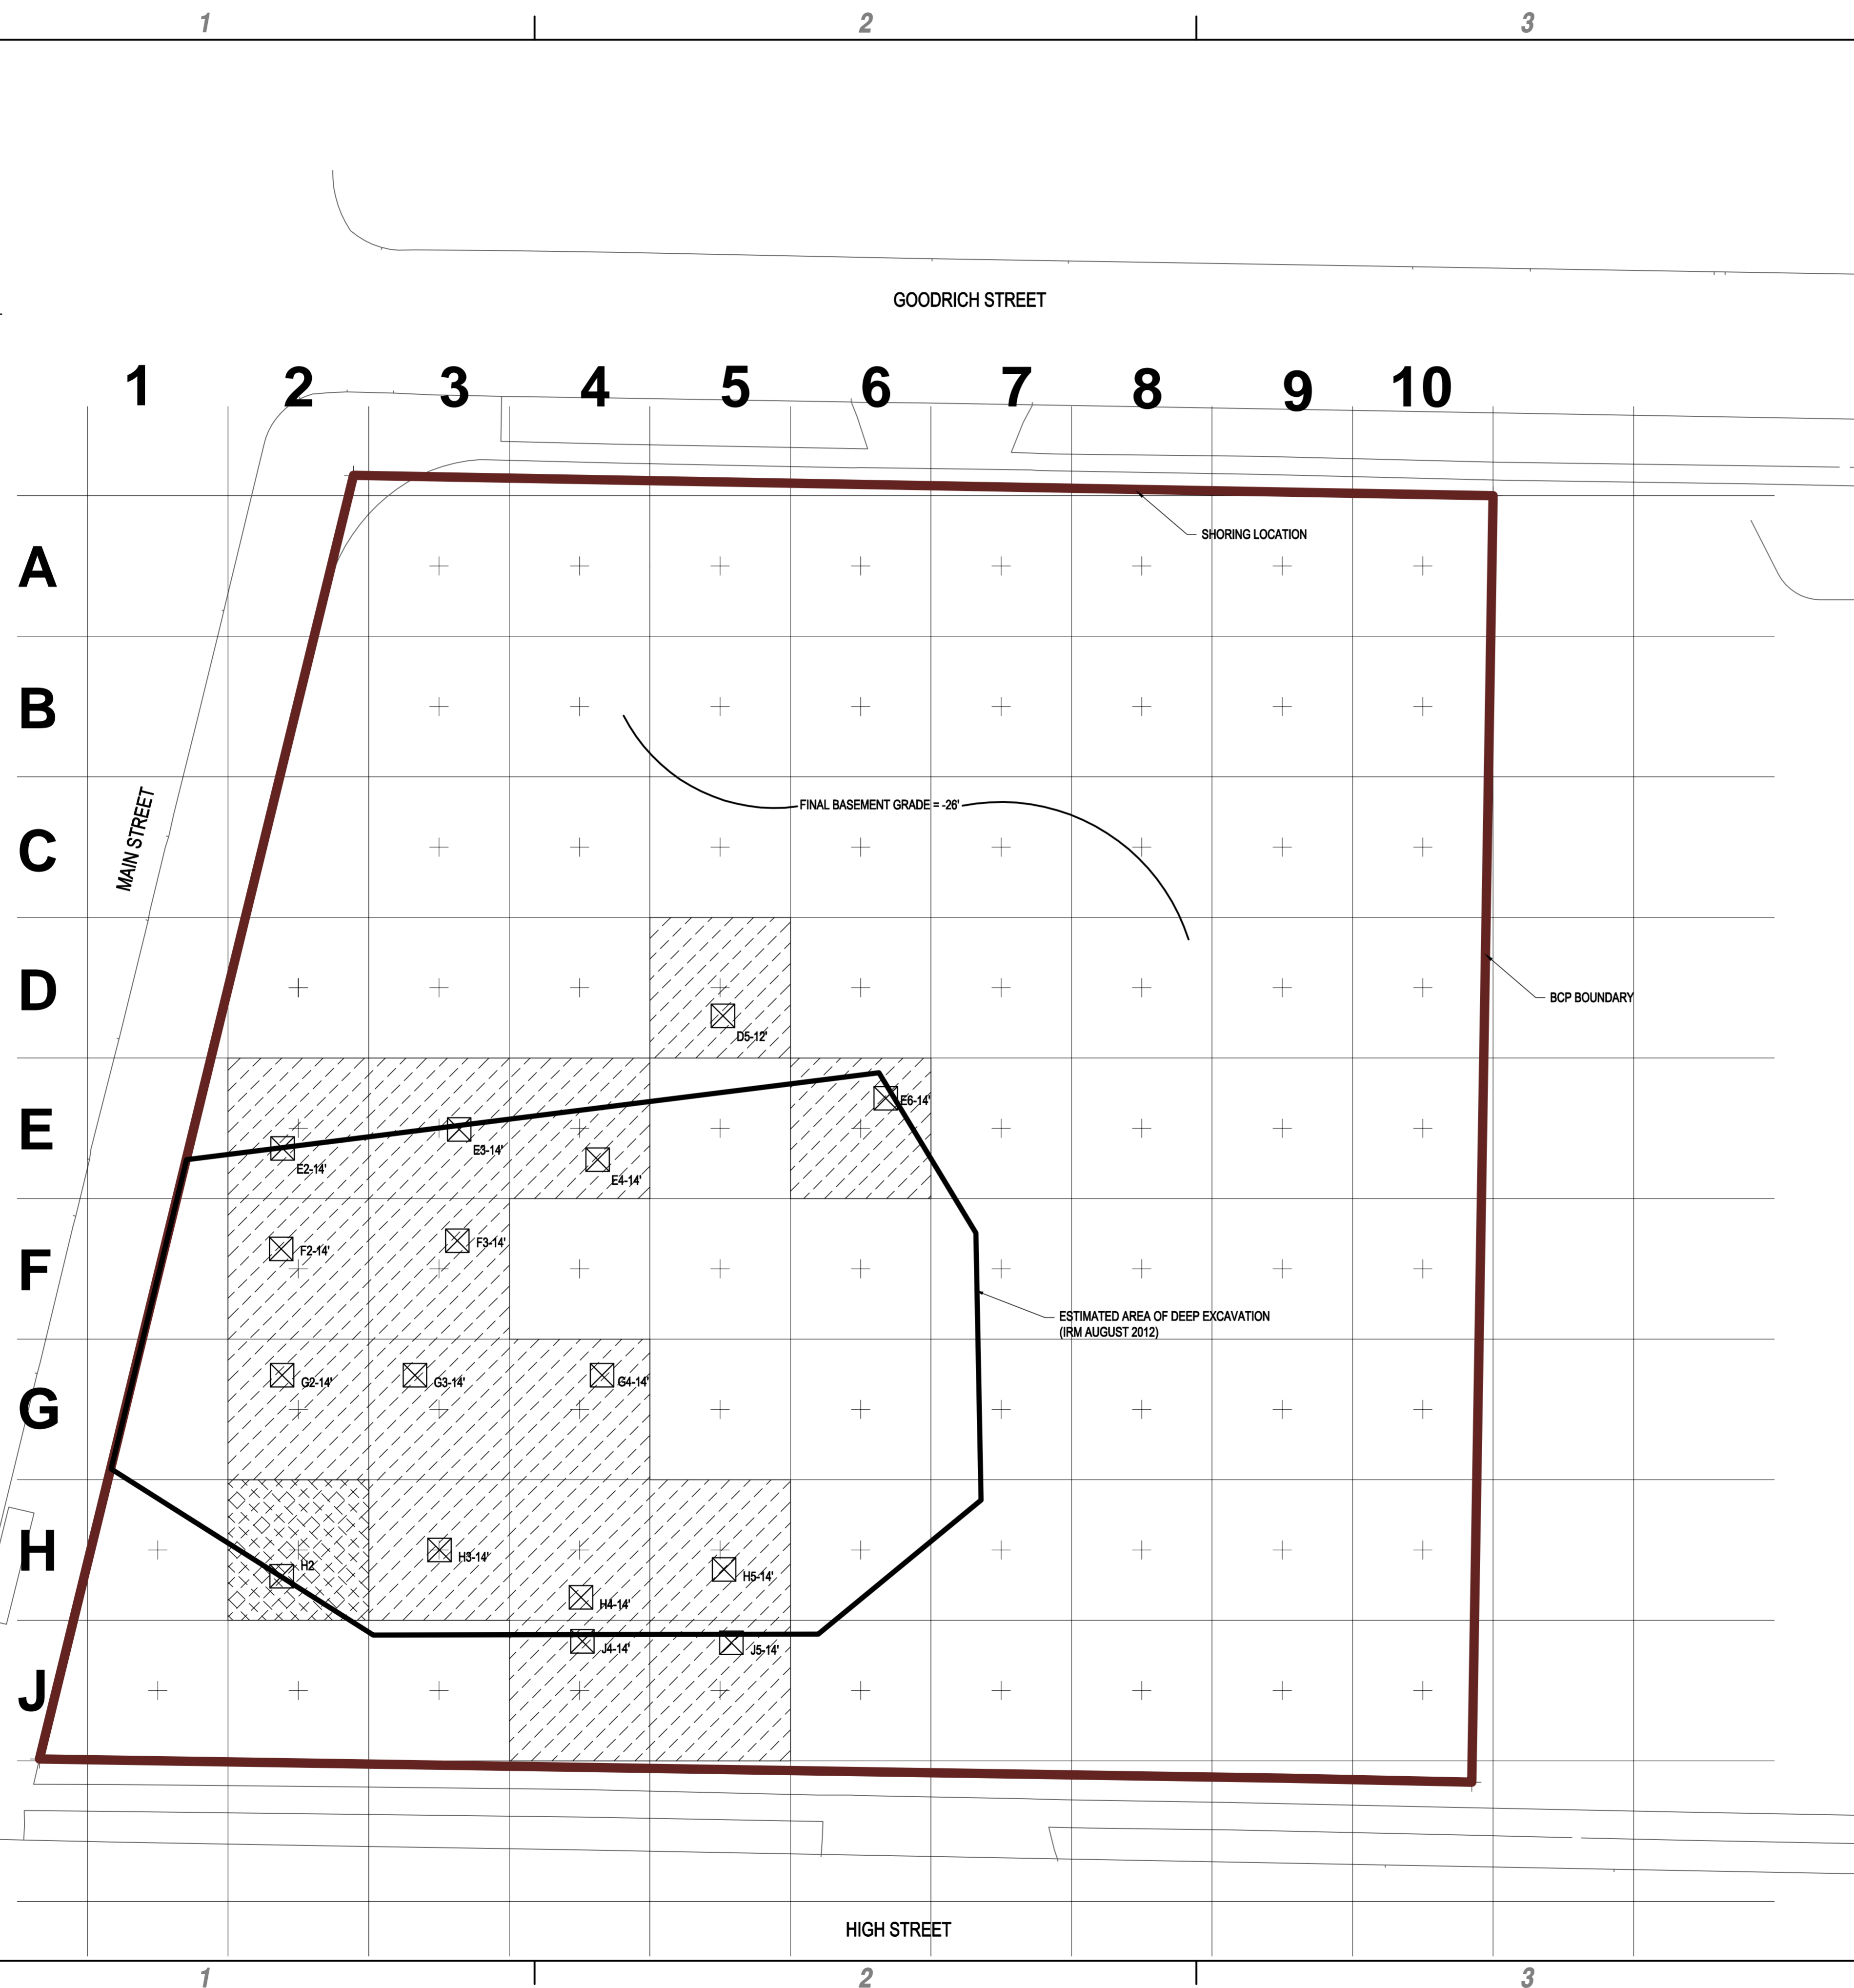 1 2 3
GOODRICH STREET
1 2 3 4 5 6 7 8 9 10
SHORING LOCATION
A
B
MAIN STREET
FINAL BASEMENT GRADE = -26'
C
D
BCP BOUNDARY
D5-12'
E
E6-14'
E3-14'
E2-14'
E4-14'
F
F2-14'
F3-14'
ESTIMATED AREA OF DEEP EXCAVATION
(IRM AUGUST 2012)
G
G2-14'
G3-14'
G4-14'
H
H2
H3-14'
H5-14'
H4-14'
J4-14'
J5-14'
J
HIGH STREET
1 2 3